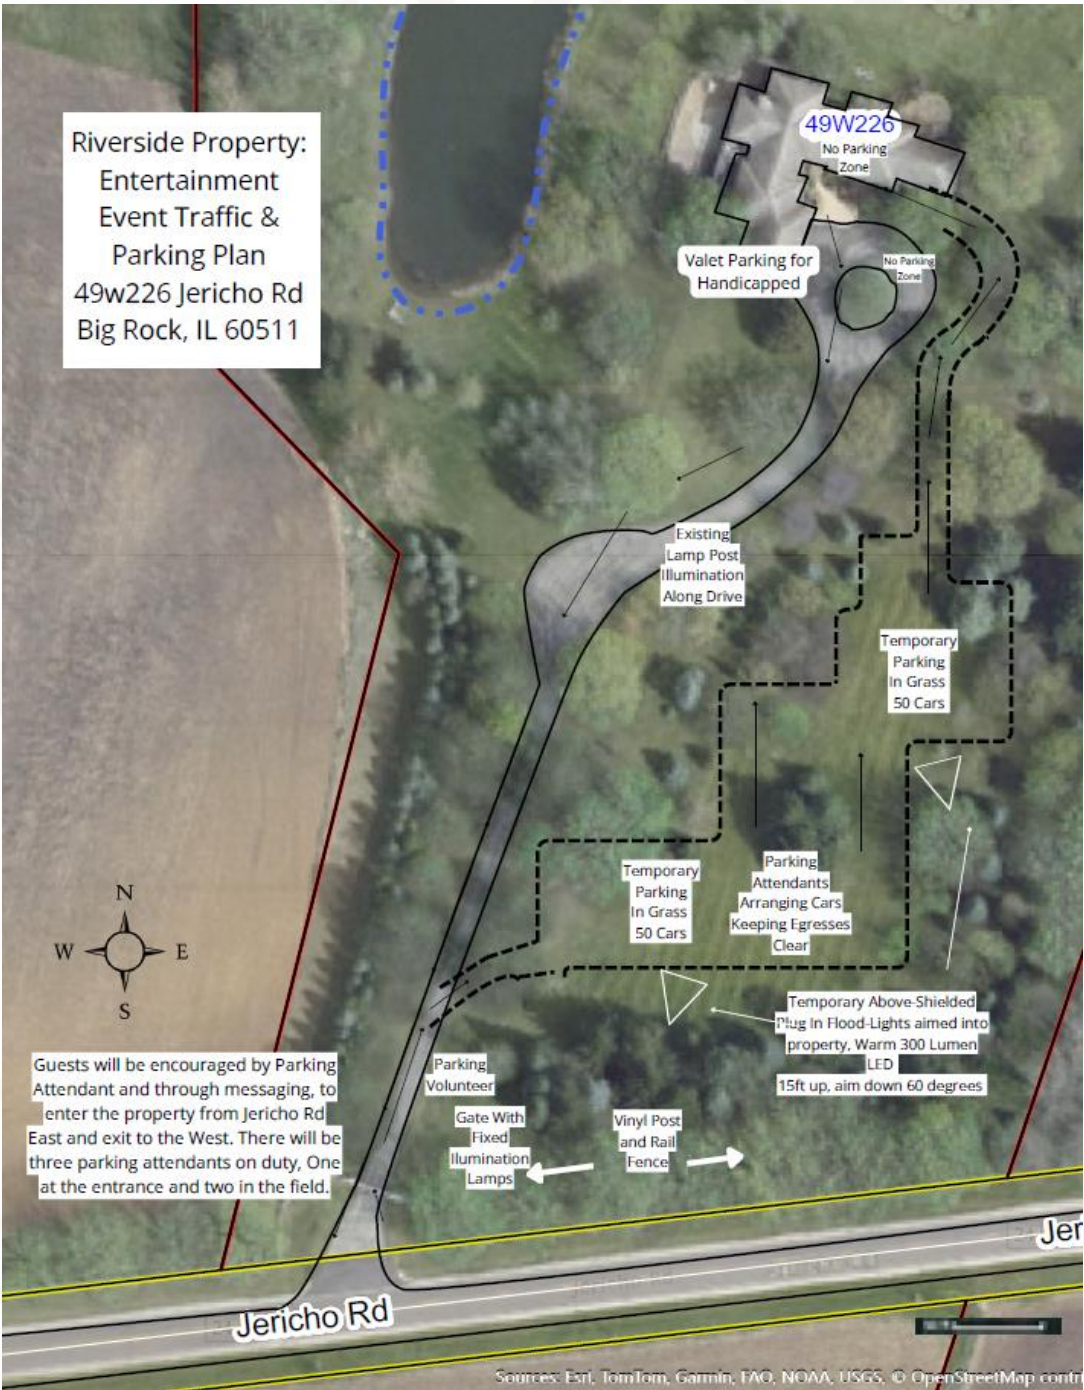 Riverside Property:
Entertainment
Event Traffic &
Parking Plan
49w226 Jericho Rd
Big Rock, IL 60511
49W226
No Parking
Zone
Valet Parking for
Handicapped
No Parking
Zone
Existing
Lamp Post
Illumination
Along Drive
Temporary
Parking
In Grass
50 Cars
Temporary
Parking
In Grass
50 Cars
Parking
Attendants
Arranging Cars
Keeping Egresses
Clear
N
W
E
S
Temporary Above-Shielded
Plug In Flood-Lights aimed into
property, Warm 300 Lumen
LED
15ft up, aim down 60 degrees
Guests will be encouraged by Parking
Attendant and through messaging, to
enter the property from Jericho Rd
East and exit to the West. There will be
three parking attendants on duty, One
at the entrance and two in the field.
Parking
Volunteer
Gate With
Fixed
Ilumination
Lamps
Vinyl Post
and Rail
Fence
Jer
Jericho Rd
Sources: Esri, TomTom, Garmin, FAO, NOAA, USGS, © OpenStreetMap contr